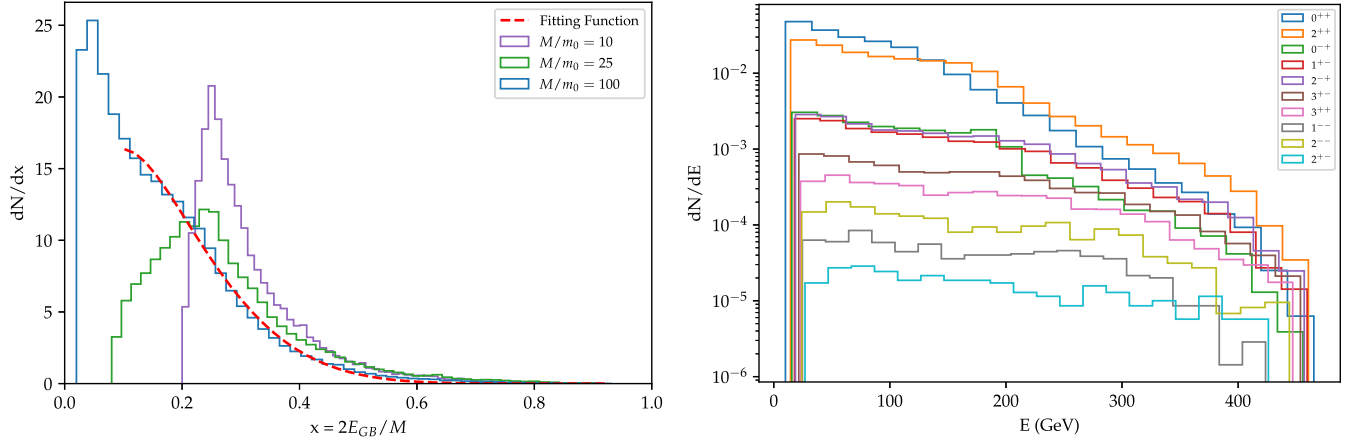 Fitting Function
M/m₀ = 10
M/m₀ = 25
M/m₀ = 100
dN/dx
25
20
15
10
5
0
0.0 0.2 0.4 0.6 0.8 1.0
x = 2E_GB/M
0⁺⁺
2⁺⁺
0⁻⁺
1⁺⁻
2⁻⁺
3⁺⁻
3⁺⁺
1⁻⁻
2⁻⁻
2⁺⁻
dN/dE
10⁻²
10⁻³
10⁻⁴
10⁻⁵
10⁻⁶
0 100 200 300 400
E (GeV)